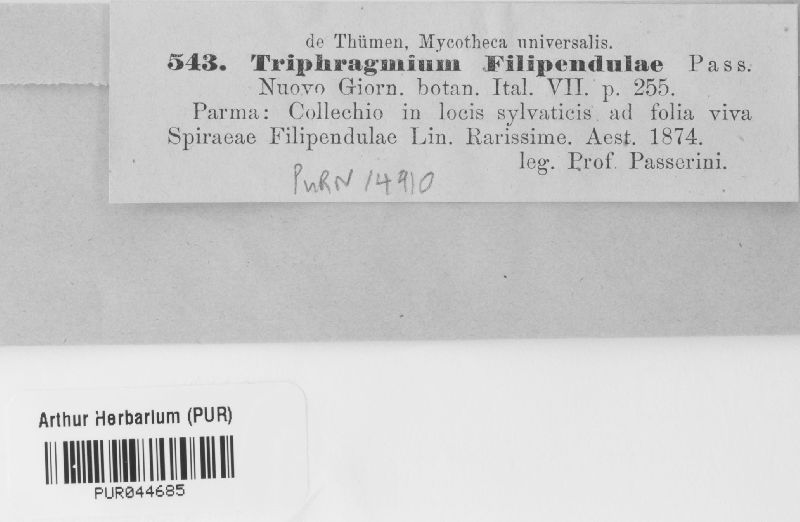 de Thümen, Mycotheca universalis.
543. Triphragmium Filipendulae Pass.
Nuovo Giorn. botan. Ital. VII. p. 255.
Parma: Collechio in locis sylvaticis ad folia viva
Spiraeae Filipendulae Lin. Rarissime. Aest. 1874.
leg. Prof. Passerini.
PURN 14910
Arthur Herbarium (PUR)
PUR044685